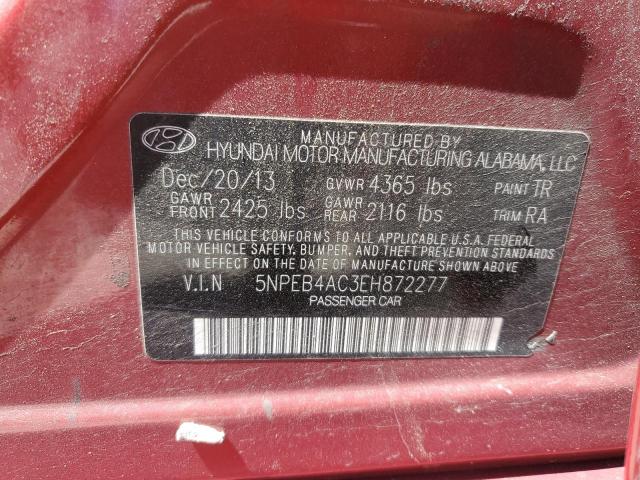 MANUFACTURED BY
HYUNDAI MOTOR MANUFACTURING ALABAMA, LLC
Dec/20/13 GVWR 4365 lbs PAINT TR
GAWR FRONT 2425 lbs GAWR REAR 2116 lbs TRIM RA
THIS VEHICLE CONFORMS TO ALL APPLICABLE U.S.A. FEDERAL
MOTOR VEHICLE SAFETY, BUMPER, AND THEFT PREVENTION STANDARDS
IN EFFECT ON THE DATE OF MANUFACTURE SHOWN ABOVE.
V.I.N 5NPEB4AC3EH872277
PASSENGER CAR